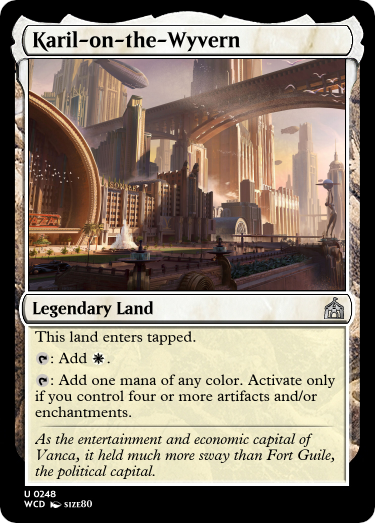 Karil-on-the-Wyvern
Legendary Land
This land enters tapped.
: Add .
: Add one mana of any color. Activate only
if you control four or more artifacts and/or
enchantments.
As the entertainment and economic capital of
Vanca, it held much more sway than Fort Guile,
the political capital.
U 0248
WCD SIZE80